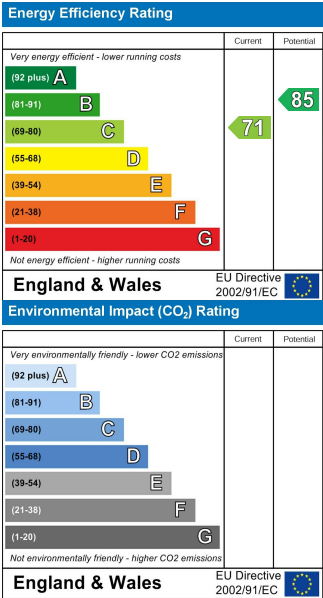 Energy Efficiency Rating
Current Potential
Very energy efficient - lower running costs
(92 plus) A
(81-91) B
(69-80) C
(55-68) D
(39-54) E
(21-38) F
(1-20) G
71
85
Not energy efficient - higher running costs
England & Wales
EU Directive
2002/91/EC
Environmental Impact (CO₂) Rating
Current Potential
Very environmentally friendly - lower CO2 emissions
(92 plus) A
(81-91) B
(69-80) C
(55-68) D
(39-54) E
(21-38) F
(1-20) G
Not environmentally friendly - higher CO2 emissions
England & Wales
EU Directive
2002/91/EC